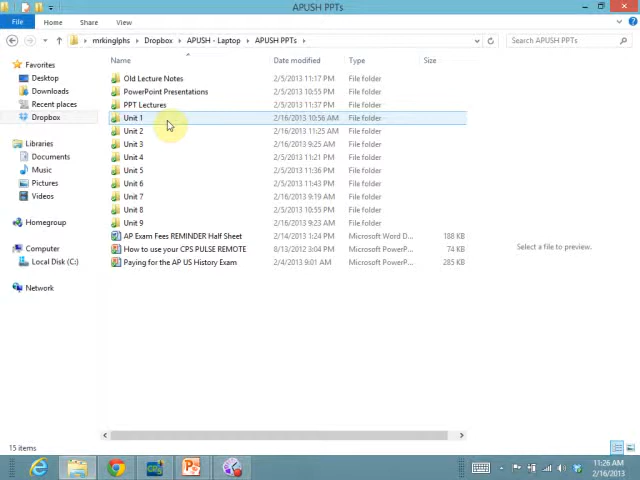 APUSH PPTs
File Home Share View
mrkinglphs Dropbox APUSH - Laptop APUSH PPTs Search APUSH PPTs
Name Date modified Type Size
Favorites
Desktop
Downloads
Recent places
Dropbox
Libraries
Documents
Music
Pictures
Videos
Homegroup
Computer
Local Disk (C:)
Network
Old Lecture Notes 2/5/2013 11:17 PM File folder
PowerPoint Presentations 2/5/2013 10:55 PM File folder
PPT Lectures 2/5/2013 11:37 PM File folder
Unit 1 2/16/2013 10:56 AM File folder
Unit 2 2/16/2013 11:25 AM File folder
Unit 3 2/16/2013 9:25 AM File folder
Unit 4 2/5/2013 11:21 PM File folder
Unit 5 2/5/2013 11:36 PM File folder
Unit 6 2/5/2013 11:43 PM File folder
Unit 7 2/16/2013 9:19 AM File folder
Unit 8 2/5/2013 10:55 PM File folder
Unit 9 2/16/2013 9:23 AM File folder
AP Exam Fees REMINDER Half Sheet 2/14/2013 1:24 PM Microsoft Word D... 188 KB
How to use your CPS PULSE REMOTE 8/13/2012 3:04 PM Microsoft PowerP... 74 KB
Paying for the AP US History Exam 2/4/2013 9:01 AM Microsoft PowerP... 285 KB
Select a file to preview.
15 items
11:26 AM
2/16/2013